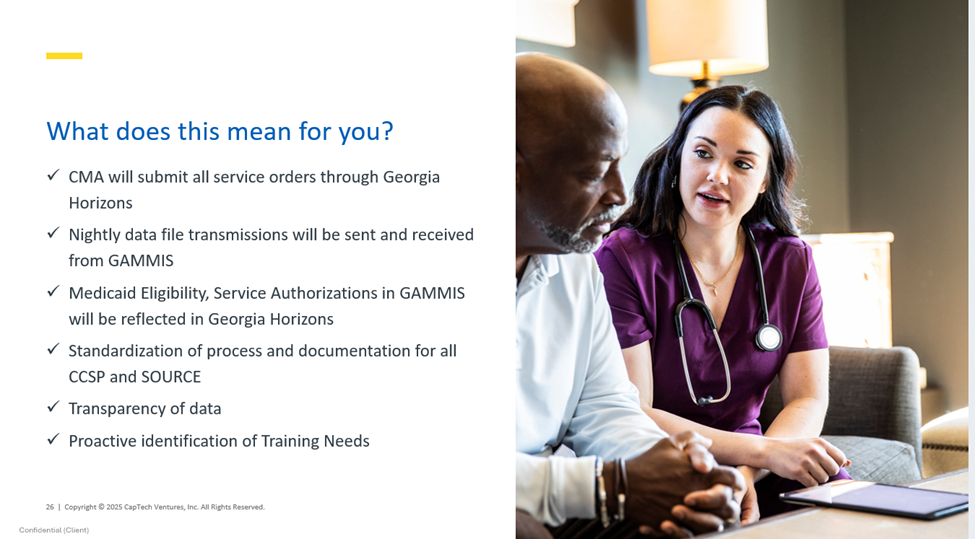 What does this mean for you?
✓ CMA will submit all service orders through Georgia
Horizons
✓ Nightly data file transmissions will be sent and received
from GAMMIS
✓ Medicaid Eligibility, Service Authorizations in GAMMIS
will be reflected in Georgia Horizons
✓ Standardization of process and documentation for all
CCSP and SOURCE
✓ Transparency of data
✓ Proactive identification of Training Needs
26 | Copyright © 2025 CapTech Ventures, Inc. All Rights Reserved.
Confidential (Client)